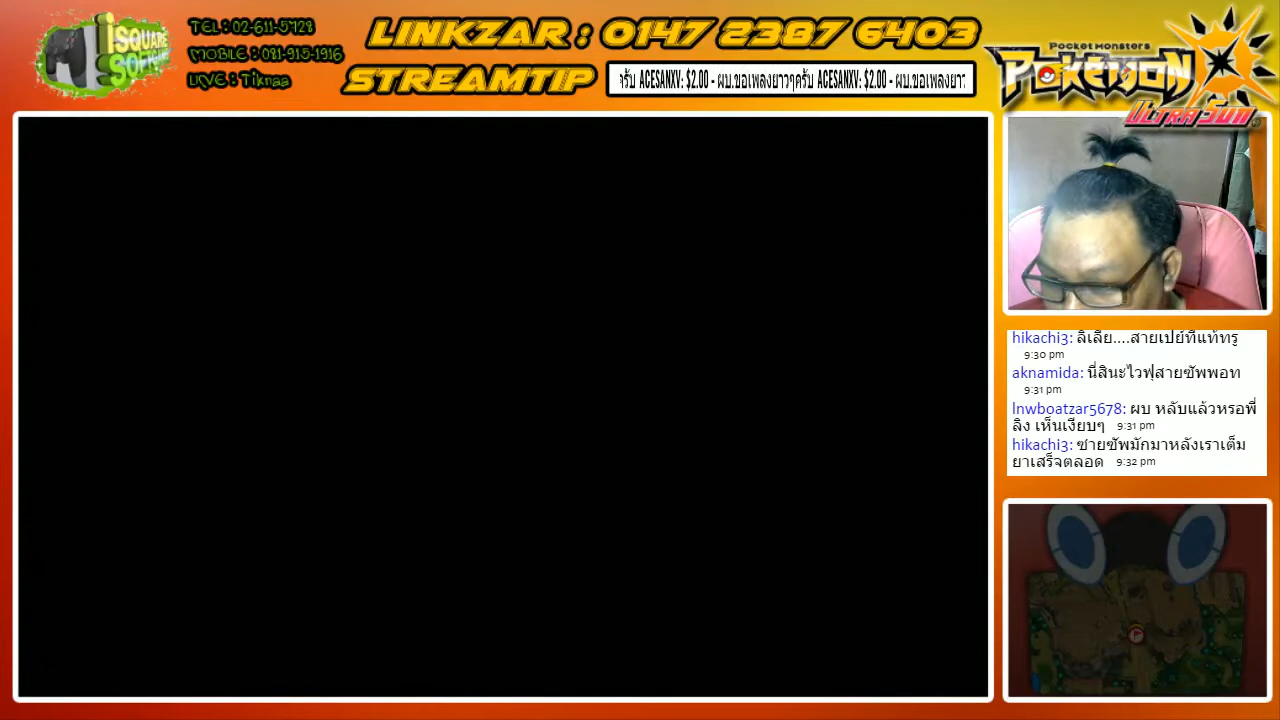 iSQUARE
SOFTGAME
TEL : 02-611-5728
MOBILE : 081-915-1916
LINE : Tiknaa
LINKZAR : 0147 2387 6403
STREAMTIP
ครับ ACESANXV: $2.00 - ผบ.ขอเพลงยาวๆครับ ACESANXV: $2.00 - ผบ.ขอเพลงยา
POCKET MONSTERS
POKÉMON
ULTRA SUN
hikachi3: ลิเลีย....สายเปย์ที่แท้ทรู
9:30 pm
aknamida: นี่สินะไวฟุสายซัพพอท
9:31 pm
lnwboatzar5678: ผบ หลับแล้วหรอพี่
ลิง เห็นเงียบๆ 9:31 pm
hikachi3: ซายซัพมักมาหลังเราเต็ม
ยาเสร็จตลอด 9:32 pm